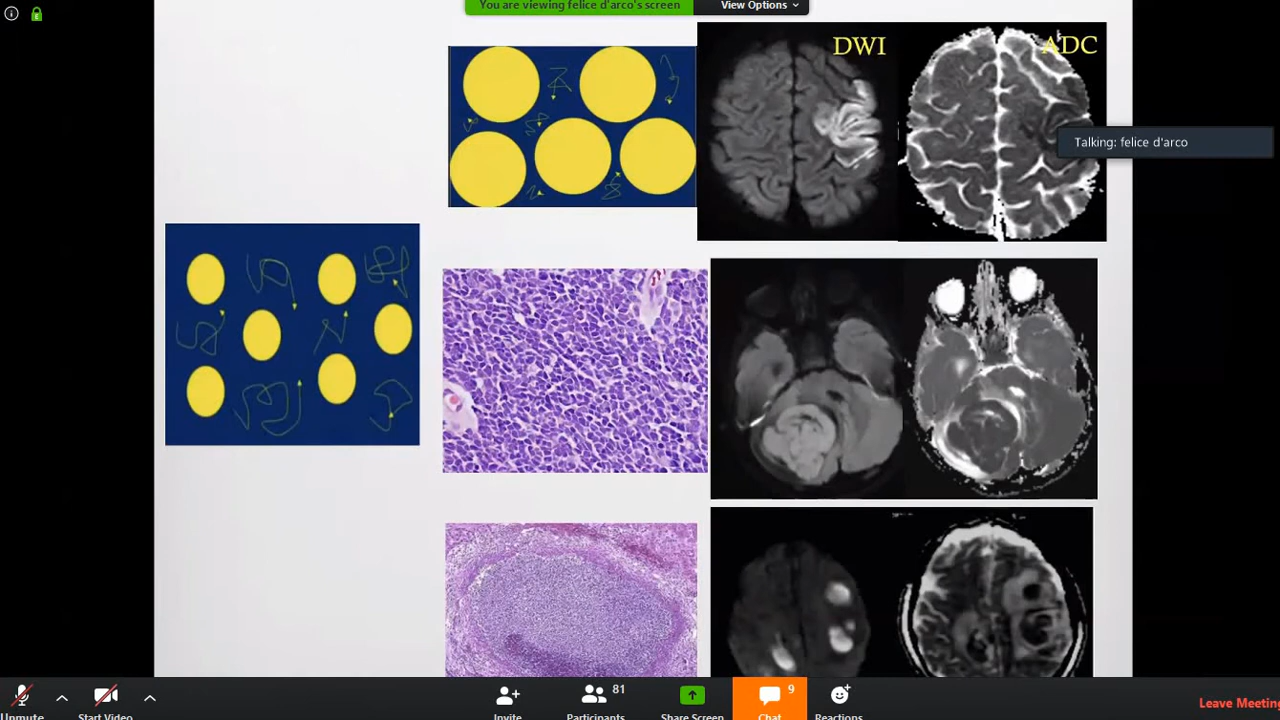 You are viewing felice d'arco's screen
View Options
E
DWI
ADC
Talking: felice d'arco
Unmute
Start Video
Invite
81
Participants
Share Screen
9
Chat
Reactions
Leave Meeting